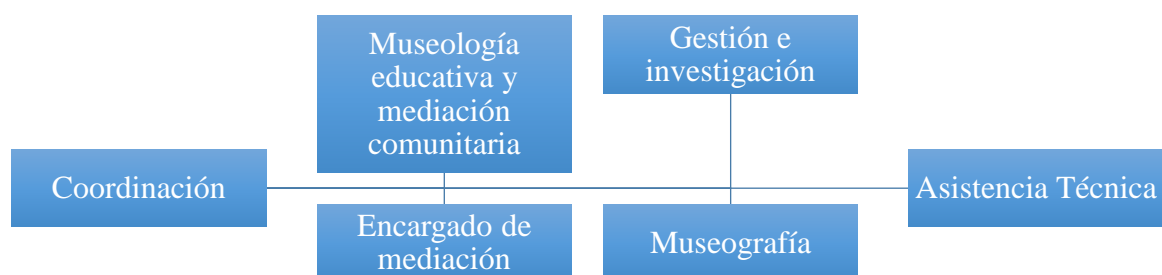 Museología
educativa y
mediación
comunitaria
Gestión e
investigación
Coordinación
Asistencia Técnica
Encargado de
mediación
Museografía